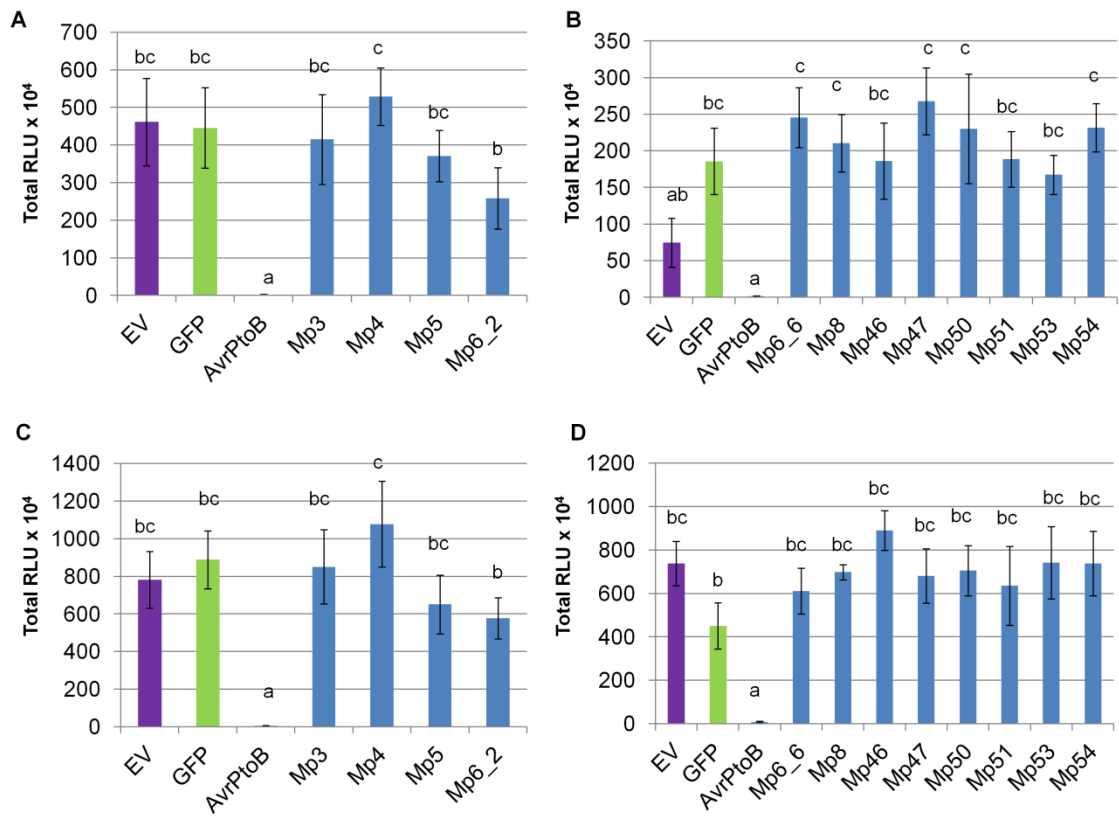 A
Total RLU x 10⁴
700
600
500
400
300
200
100
0
bc bc a bc c bc b
EV GFP AvrPtoB Mp3 Mp4 Mp5 Mp6_2
B
Total RLU x 10⁴
350
300
250
200
150
100
50
0
ab bc a c c bc c c bc bc c
EV GFP AvrPtoB Mp6_6 Mp8 Mp46 Mp47 Mp50 Mp51 Mp53 Mp54
C
Total RLU x 10⁴
1400
1200
1000
800
600
400
200
0
bc bc a bc c bc b
EV GFP AvrPtoB Mp3 Mp4 Mp5 Mp6_2
D
Total RLU x 10⁴
1200
1000
800
600
400
200
0
bc b a bc bc bc bc bc bc bc bc
EV GFP AvrPtoB Mp6_6 Mp8 Mp46 Mp47 Mp50 Mp51 Mp53 Mp54